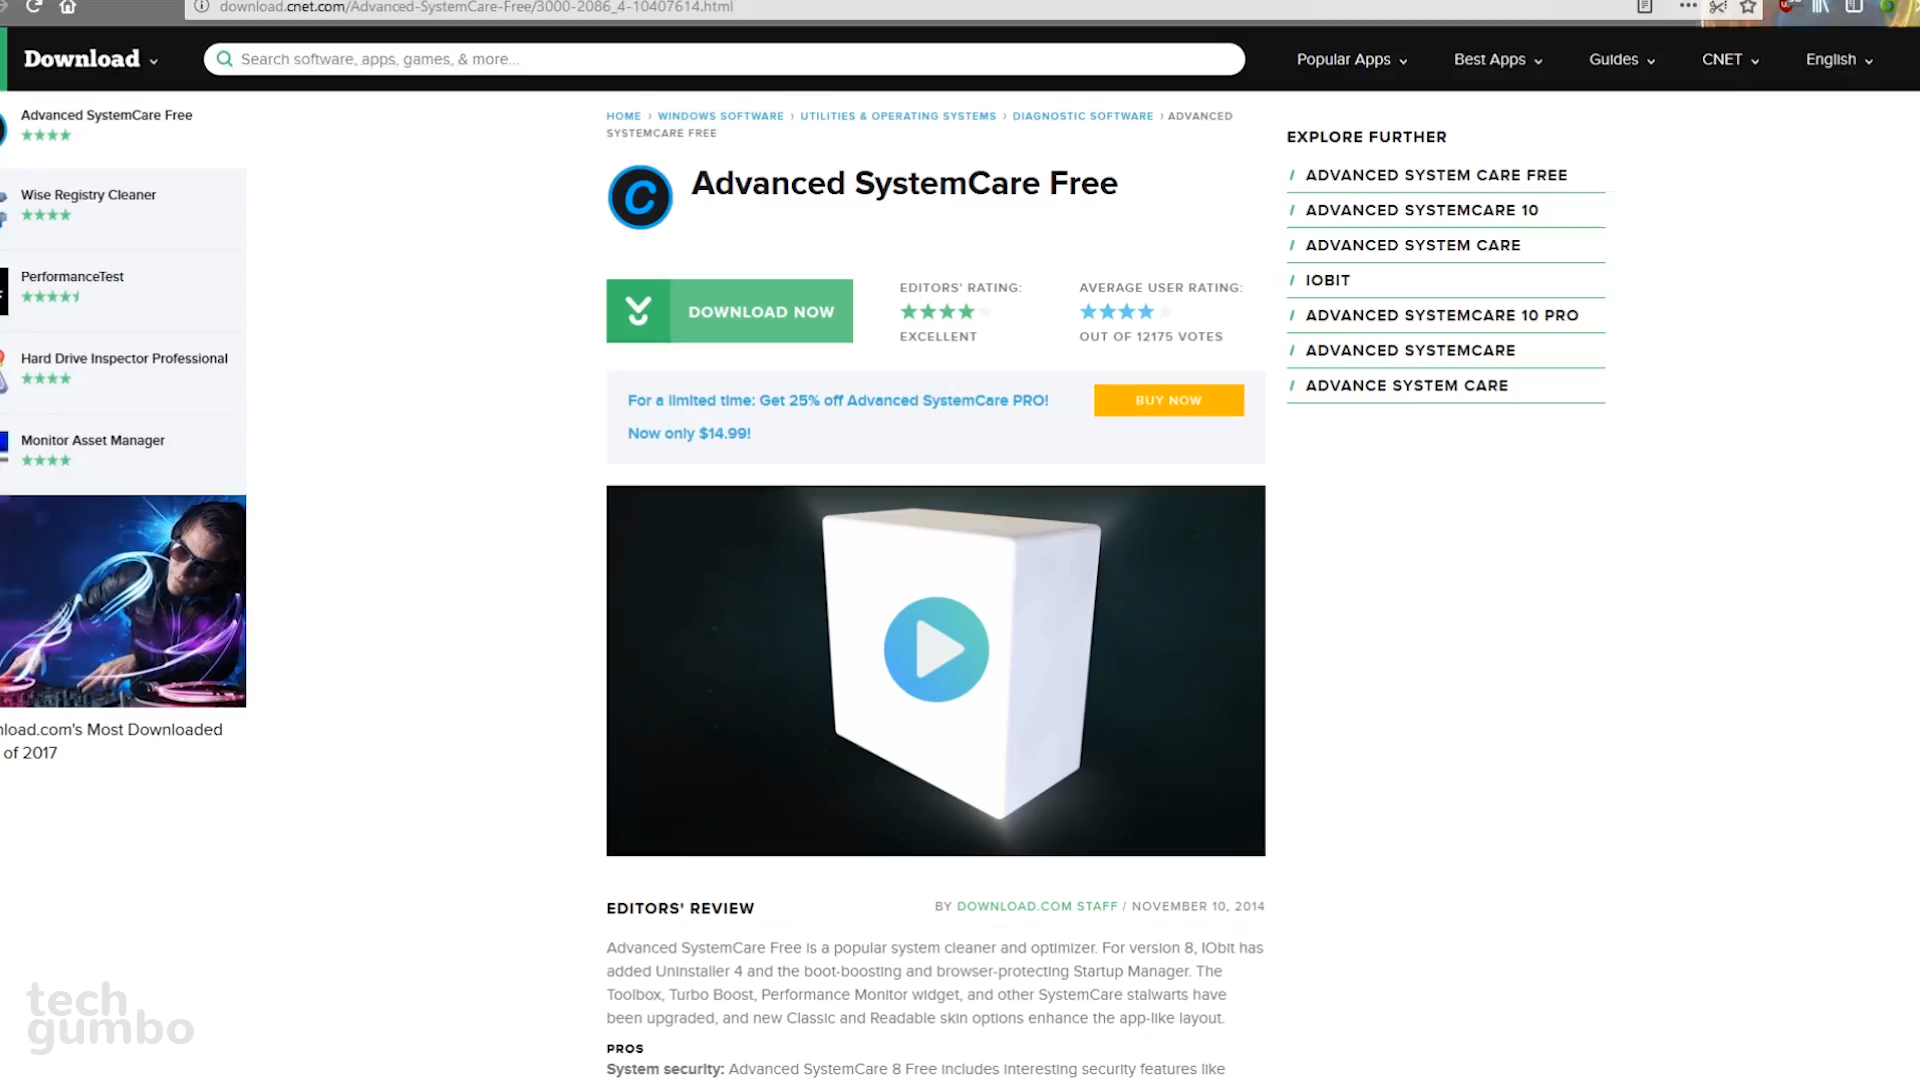 download.cnet.com/Advanced-SystemCare-Free/3000-2086_4-10407614.html
Download
Search software, apps, games, & more...
Popular Apps
Best Apps
Guides
CNET
English
Advanced SystemCare Free
Wise Registry Cleaner
PerformanceTest
Hard Drive Inspector Professional
Monitor Asset Manager
nload.com's Most Downloaded
of 2017
HOME › WINDOWS SOFTWARE › UTILITIES & OPERATING SYSTEMS › DIAGNOSTIC SOFTWARE › ADVANCED
SYSTEMCARE FREE
C
Advanced SystemCare Free
DOWNLOAD NOW
EDITORS' RATING:
EXCELLENT
AVERAGE USER RATING:
OUT OF 12175 VOTES
For a limited time: Get 25% off Advanced SystemCare PRO!
Now only $14.99!
BUY NOW
EDITORS' REVIEW
BY DOWNLOAD.COM STAFF / NOVEMBER 10, 2014
Advanced SystemCare Free is a popular system cleaner and optimizer. For version 8, IObit has
added Uninstaller 4 and the boot-boosting and browser-protecting Startup Manager. The
Toolbox, Turbo Boost, Performance Monitor widget, and other SystemCare stalwarts have
been upgraded, and new Classic and Readable skin options enhance the app-like layout.
PROS
System security: Advanced SystemCare 8 Free includes interesting security features like
EXPLORE FURTHER
/ ADVANCED SYSTEM CARE FREE
/ ADVANCED SYSTEMCARE 10
/ ADVANCED SYSTEM CARE
/ IOBIT
/ ADVANCED SYSTEMCARE 10 PRO
/ ADVANCED SYSTEMCARE
/ ADVANCE SYSTEM CARE
tech
gumbo